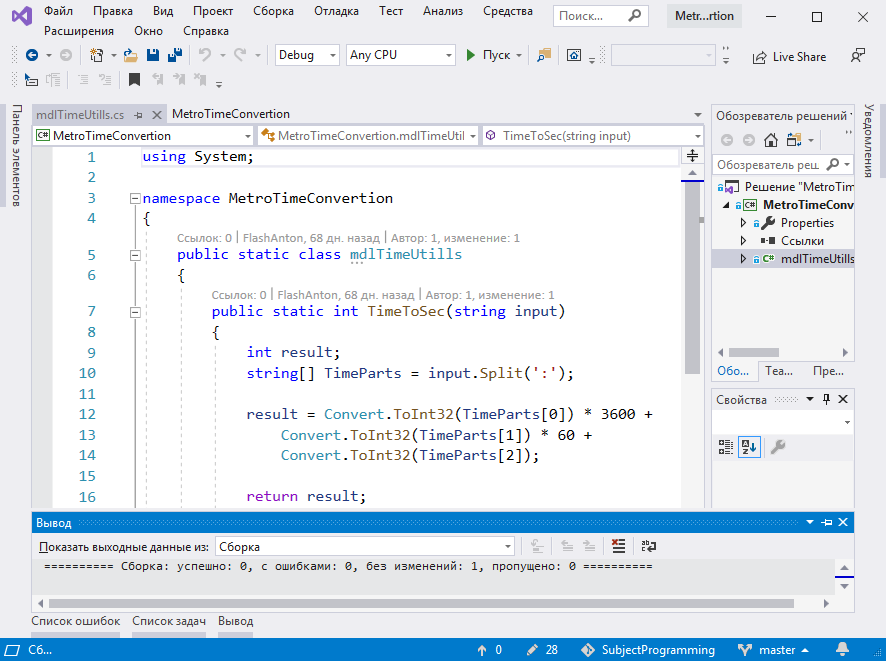 Файл Правка Вид Проект Сборка Отладка Тест Анализ Средства Поиск... Metr...rtion
Расширения Окно Справка
Debug Any CPU Пуск Live Share
Панель элементов
mdlTimeUtills.cs MetroTimeConvertion
C# MetroTimeConvertion MetroTimeConvertion.mdlTimeUtil TimeToSec(string input)
1 using System;
2
3 namespace MetroTimeConvertion
4 {
Ссылок: 0 | FlashAnton, 68 дн. назад | Автор: 1, изменение: 1
5 public static class mdlTimeUtills
6 {
Ссылок: 0 | FlashAnton, 68 дн. назад | Автор: 1, изменение: 1
7 public static int TimeToSec(string input)
8 {
9 int result;
10 string[] TimeParts = input.Split(':');
11
12 result = Convert.ToInt32(TimeParts[0]) * 3600 +
13 Convert.ToInt32(TimeParts[1]) * 60 +
14 Convert.ToInt32(TimeParts[2]);
15
16 return result;
Обозреватель решений
Обозреватель реш
Решение "MetroTim
C# MetroTimeConv
Properties
Ссылки
C# mdlTimeUtills
Обо... Теа... Пре...
Свойства
Уведомления
Вывод
Показать выходные данные из: Сборка
========== Сборка: успешно: 0, с ошибками: 0, без изменений: 1, пропущено: 0 ==========
Список ошибок Список задач Вывод
Сб... 0 28 SubjectProgramming master